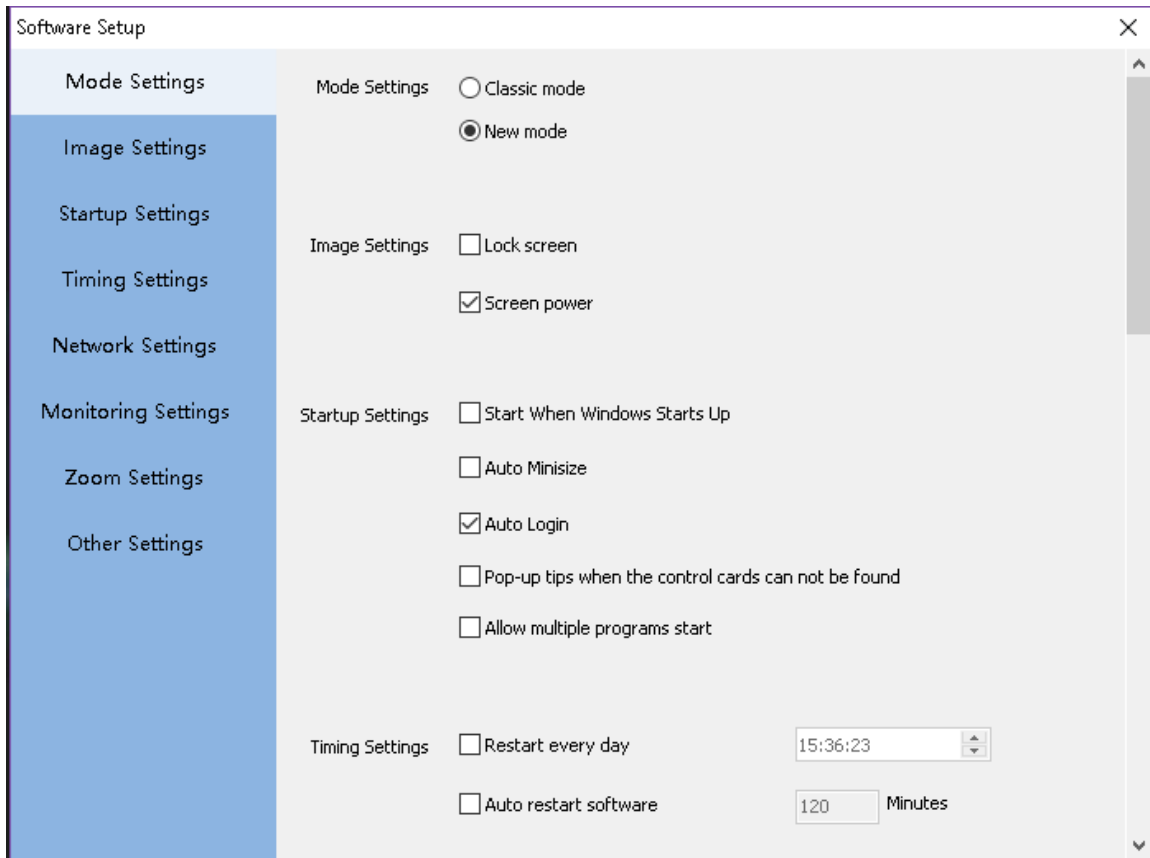 Software Setup
Mode Settings
Image Settings
Startup Settings
Timing Settings
Network Settings
Monitoring Settings
Zoom Settings
Other Settings
Mode Settings Classic mode
New mode
Image Settings Lock screen
Screen power
Startup Settings Start When Windows Starts Up
Auto Minisize
Auto Login
Pop-up tips when the control cards can not be found
Allow multiple programs start
Timing Settings Restart every day 15:36:23
Auto restart software 120 Minutes